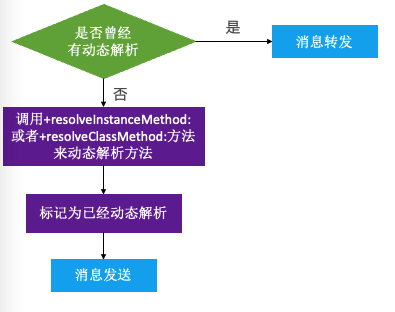 是否曾经
有动态解析
是
消息转发
否
调用+resolveInstanceMethod:
或者+resolveClassMethod:方法
来动态解析方法
标记为已经动态解析
消息发送